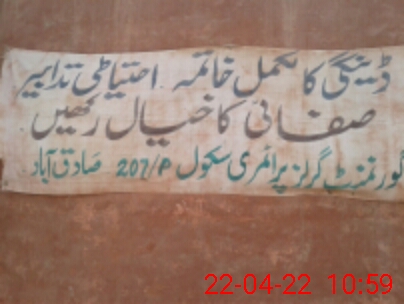 ڈینگی کا مکمل خاتمہ احتیاطی تدابیر
صفائی کا خیال رکھیں
گورنمنٹ گرلز پرائمری سکول 207/P صادق آباد
22-04-22 10:59